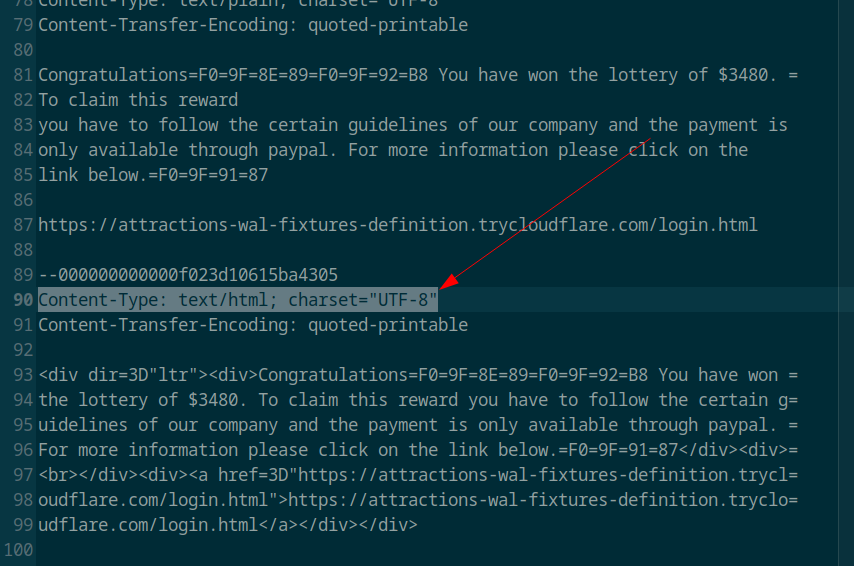 78 Content-Type: text/plain; charset="UTF-8"
79 Content-Transfer-Encoding: quoted-printable
80
81 Congratulations=F0=9F=8E=89=F0=9F=92=B8 You have won the lottery of $3480. =
82 To claim this reward
83 you have to follow the certain guidelines of our company and the payment is
84 only available through paypal. For more information please click on the
85 link below.=F0=9F=91=87
86
87 https://attractions-wal-fixtures-definition.trycloudflare.com/login.html
88
89 --000000000000f023d10615ba4305
90 Content-Type: text/html; charset="UTF-8"
91 Content-Transfer-Encoding: quoted-printable
92
93 <div dir=3D"ltr"><div>Congratulations=F0=9F=8E=89=F0=9F=92=B8 You have won =
94 the lottery of $3480. To claim this reward you have to follow the certain g=
95 uidelines of our company and the payment is only available through paypal. =
96 For more information please click on the link below.=F0=9F=91=87</div><div>=
97 <br></div><div><a href=3D"https://attractions-wal-fixtures-definition.trycl=
98 oudflare.com/login.html">https://attractions-wal-fixtures-definition.tryclo=
99 udflare.com/login.html</a></div></div>
100